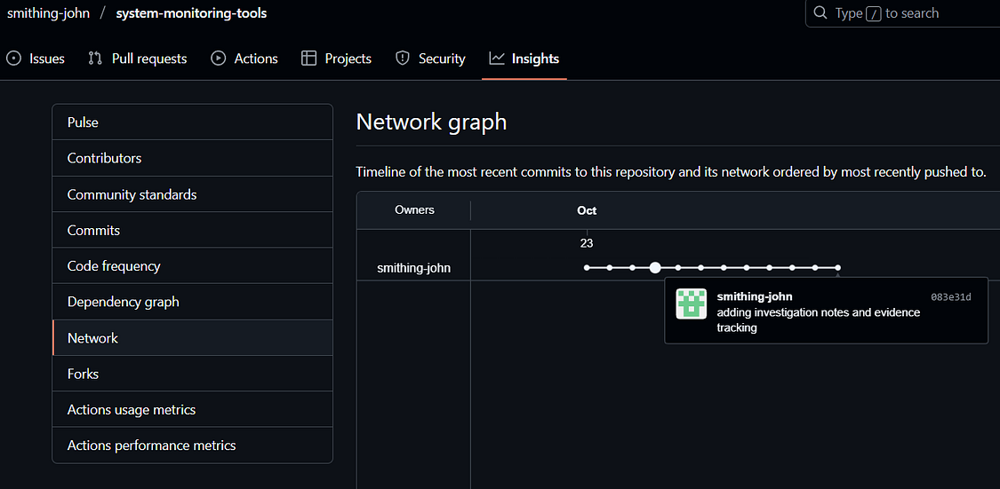 smithing-john / system-monitoring-tools
Type / to search
Issues Pull requests Actions Projects Security Insights
Pulse
Contributors
Community standards
Commits
Code frequency
Dependency graph
Network
Forks
Actions usage metrics
Actions performance metrics
Network graph
Timeline of the most recent commits to this repository and its network ordered by most recently pushed to.
Owners Oct
23
smithing-john
smithing-john 083e31d
adding investigation notes and evidence
tracking